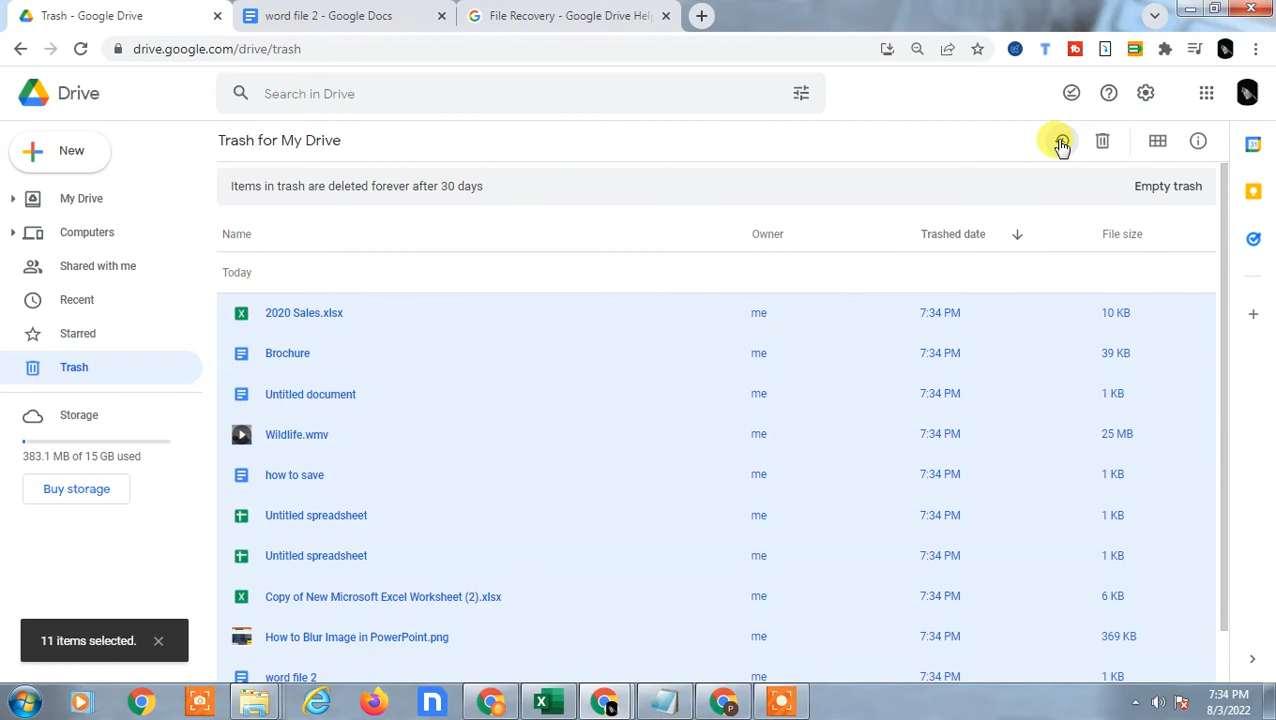 Trash - Google Drive
word file 2 - Google Docs
File Recovery - Google Drive Help
drive.google.com/drive/trash
Drive
Search in Drive
New
Trash for My Drive
Items in trash are deleted forever after 30 days
Empty trash
My Drive
Computers
Shared with me
Recent
Starred
Trash
Storage
383.1 MB of 15 GB used
Buy storage
Name Owner Trashed date File size
Today
2020 Sales.xlsx me 7:34 PM 10 KB
Brochure me 7:34 PM 39 KB
Untitled document me 7:34 PM 1 KB
Wildlife.wmv me 7:34 PM 25 MB
how to save me 7:34 PM 1 KB
Untitled spreadsheet me 7:34 PM 1 KB
Untitled spreadsheet me 7:34 PM 1 KB
Copy of New Microsoft Excel Worksheet (2).xlsx me 7:34 PM 6 KB
How to Blur Image in PowerPoint.png me 7:34 PM 369 KB
word file 2
11 items selected.
7:34 PM
8/3/2022